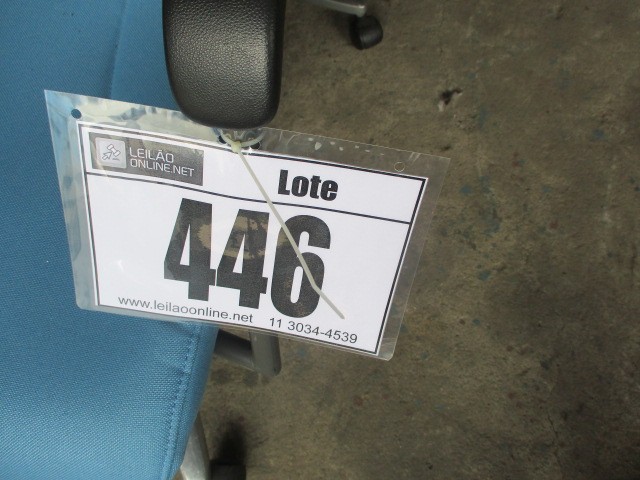 LEILÃO
ONLINE.NET
Lote
446
www.leilaoonline.net 11 3034-4539